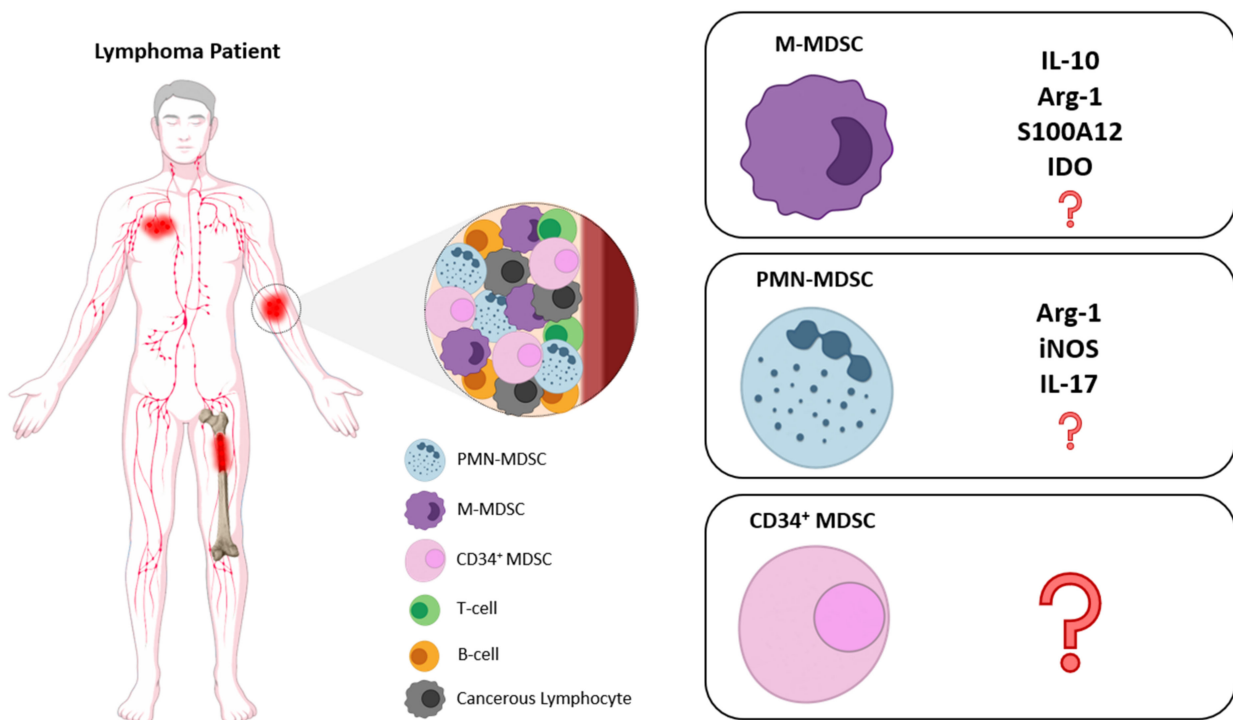 Lymphoma Patient
PMN-MDSC
M-MDSC
CD34⁺ MDSC
T-cell
B-cell
Cancerous Lymphocyte
M-MDSC
IL-10
Arg-1
S100A12
IDO
?
PMN-MDSC
Arg-1
iNOS
IL-17
?
CD34⁺ MDSC
?